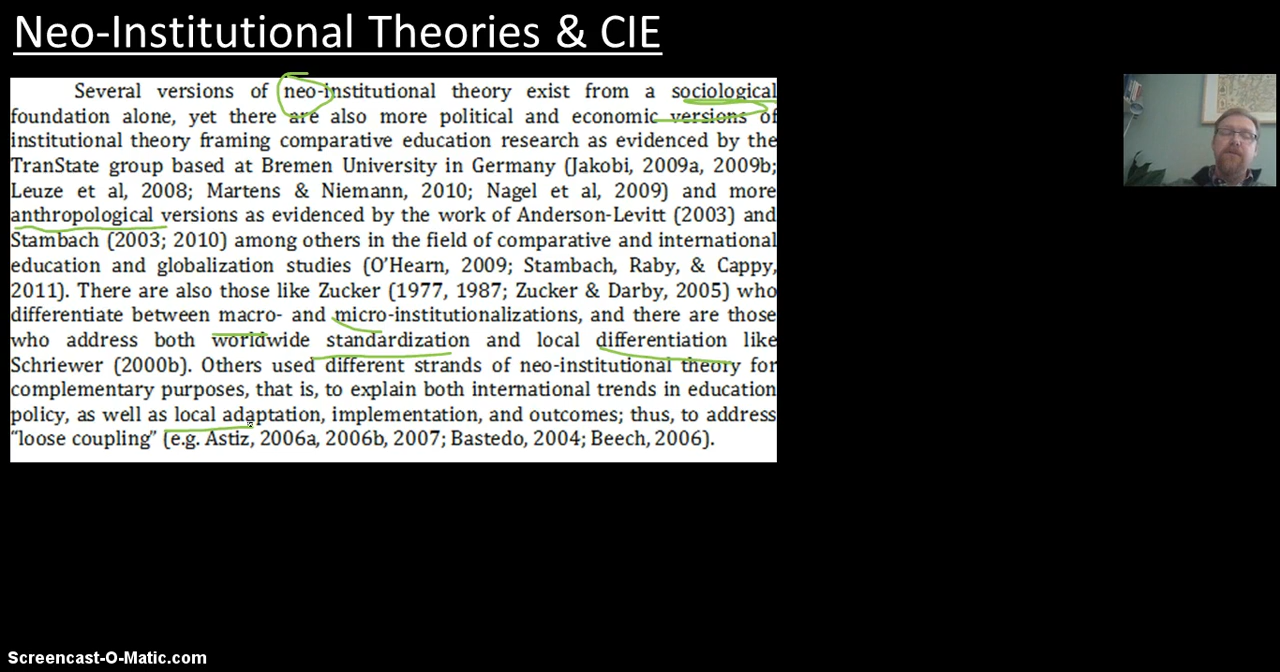 Neo-Institutional Theories & CIE
Several versions of neo-institutional theory exist from a sociological
foundation alone, yet there are also more political and economic versions of
institutional theory framing comparative education research as evidenced by the
TranState group based at Bremen University in Germany (Jakobi, 2009a, 2009b;
Leuze et al, 2008; Martens & Niemann, 2010; Nagel et al, 2009) and more
anthropological versions as evidenced by the work of Anderson-Levitt (2003) and
Stambach (2003; 2010) among others in the field of comparative and international
education and globalization studies (O’Hearn, 2009; Stambach, Raby, & Cappy,
2011). There are also those like Zucker (1977, 1987; Zucker & Darby, 2005) who
differentiate between macro- and micro-institutionalizations, and there are those
who address both worldwide standardization and local differentiation like
Schriewer (2000b). Others used different strands of neo-institutional theory for
complementary purposes, that is, to explain both international trends in education
policy, as well as local adaptation, implementation, and outcomes; thus, to address
“loose coupling” (e.g. Astiz, 2006a, 2006b, 2007; Bastedo, 2004; Beech, 2006).
Screencast-O-Matic.com